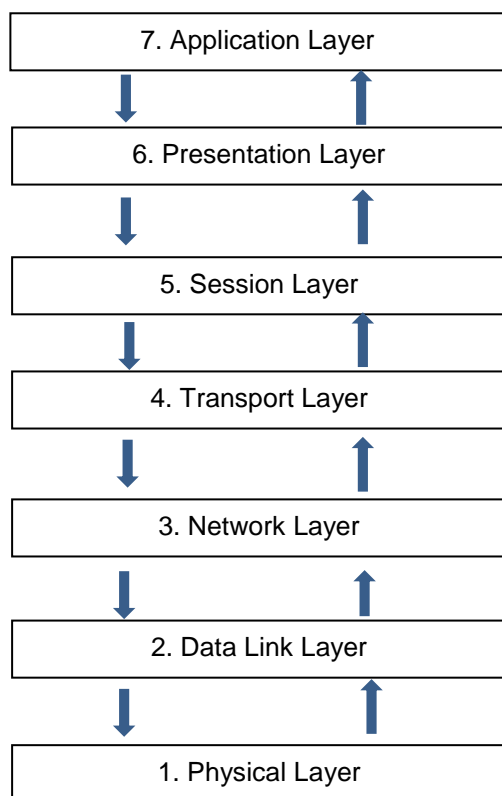 7. Application Layer
6. Presentation Layer
5. Session Layer
4. Transport Layer
3. Network Layer
2. Data Link Layer
1. Physical Layer